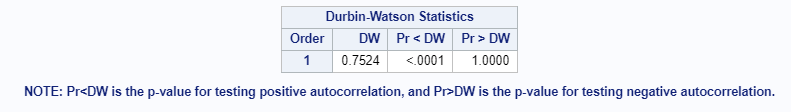 Durbin-Watson Statistics
Order DW Pr < DW Pr > DW
1 0.7524 <.0001 1.0000
NOTE: Pr<DW is the p-value for testing positive autocorrelation, and Pr>DW is the p-value for testing negative autocorrelation.